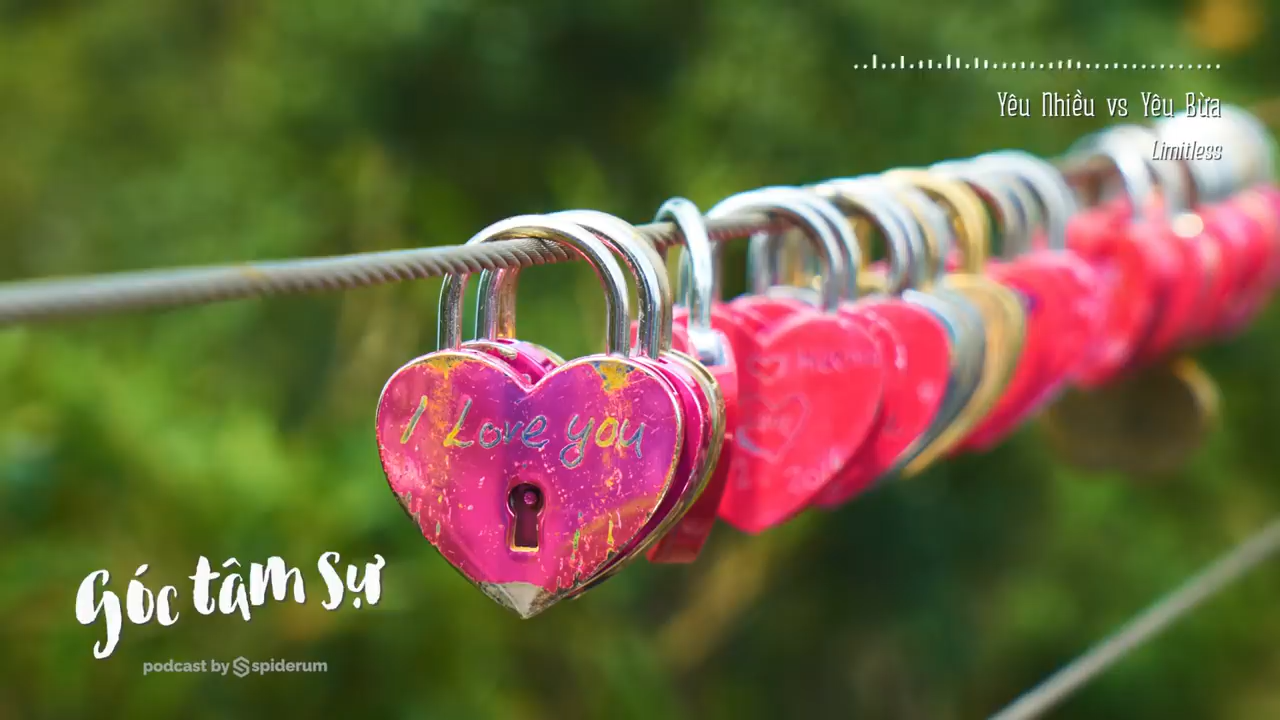 Yêu Nhiều vs Yêu Bừa
Limitless
I Love you
Góc tâm sự
podcast by spiderum